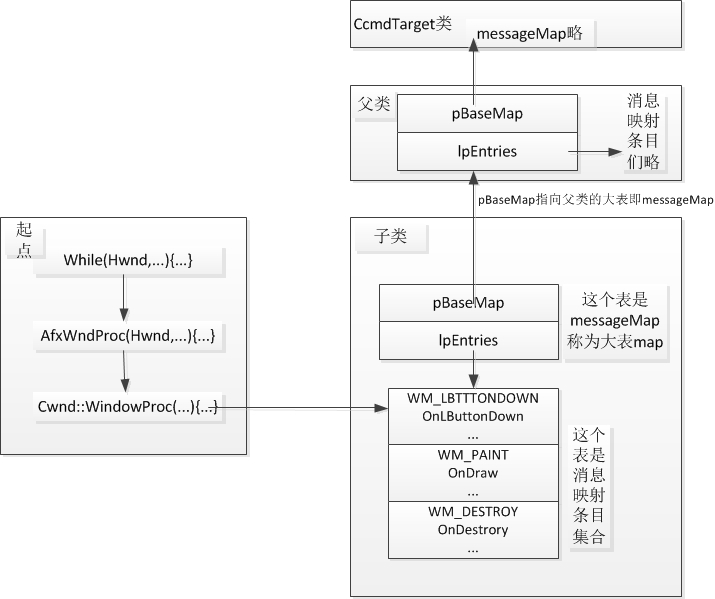 CcmdTarget类
messageMap略
父类
pBaseMap
lpEntries
消息
映射
条目
们略
pBaseMap指向父类的大表即messageMap
起
点
While(Hwnd,...){...}
AfxWndProc(Hwnd,...){...}
Cwnd::WindowProc(...){...}
子类
pBaseMap
lpEntries
这个表是
messageMap
称为大表map
WM_LBTTTONDOWN
OnLButtonDown
...
WM_PAINT
OnDraw
...
WM_DESTROY
OnDestrory
...
这个
表是
消息
映射
条目
集合